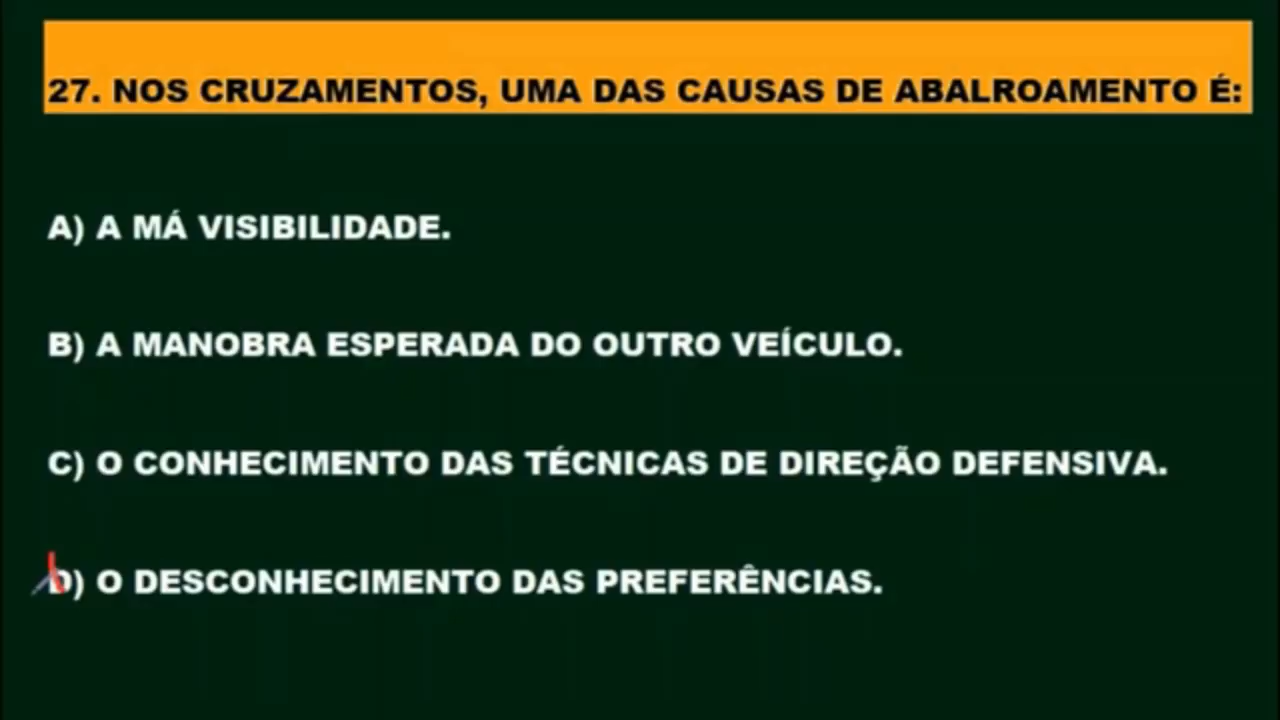 27. NOS CRUZAMENTOS, UMA DAS CAUSAS DE ABALROAMENTO É:
A) A MÁ VISIBILIDADE.
B) A MANOBRA ESPERADA DO OUTRO VEÍCULO.
C) O CONHECIMENTO DAS TÉCNICAS DE DIREÇÃO DEFENSIVA.
D) O DESCONHECIMENTO DAS PREFERÊNCIAS.